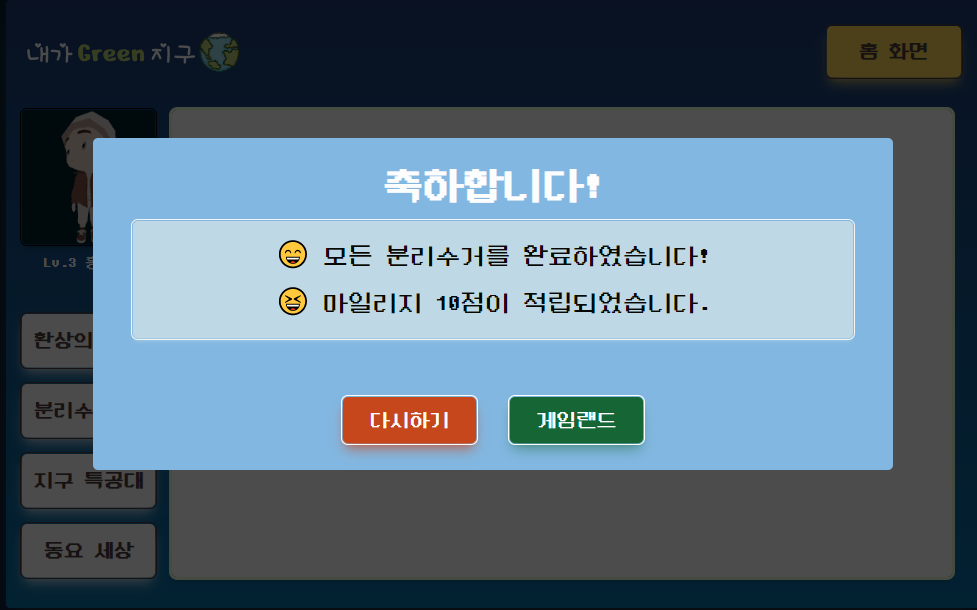 내가 Green 지구
홈 화면
축하합니다!
모든 분리수거를 완료하였습니다!
마일리지 10점이 적립되었습니다.
Lv.3
환상의
분리수
지구 특공대
동요 세상
다시하기
게임랜드